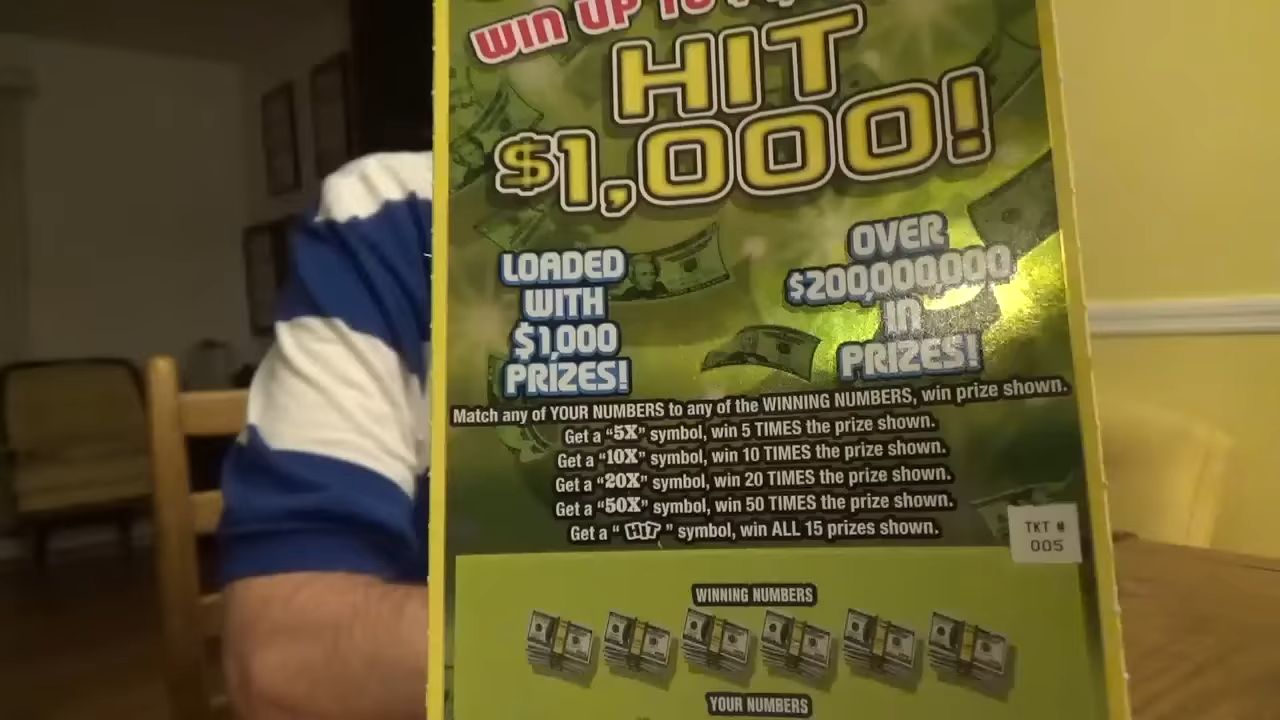 WIN UP TO
HIT
$1,000!
LOADED
WITH
$1,000
PRIZES!
OVER
$200,000,000
IN
PRIZES!
Match any of YOUR NUMBERS to any of the WINNING NUMBERS, win prize shown.
Get a “5X” symbol, win 5 TIMES the prize shown.
Get a “10X” symbol, win 10 TIMES the prize shown.
Get a “20X” symbol, win 20 TIMES the prize shown.
Get a “50X” symbol, win 50 TIMES the prize shown.
Get a “ HIT ” symbol, win ALL 15 prizes shown.
TKT #
005
WINNING NUMBERS
YOUR NUMBERS